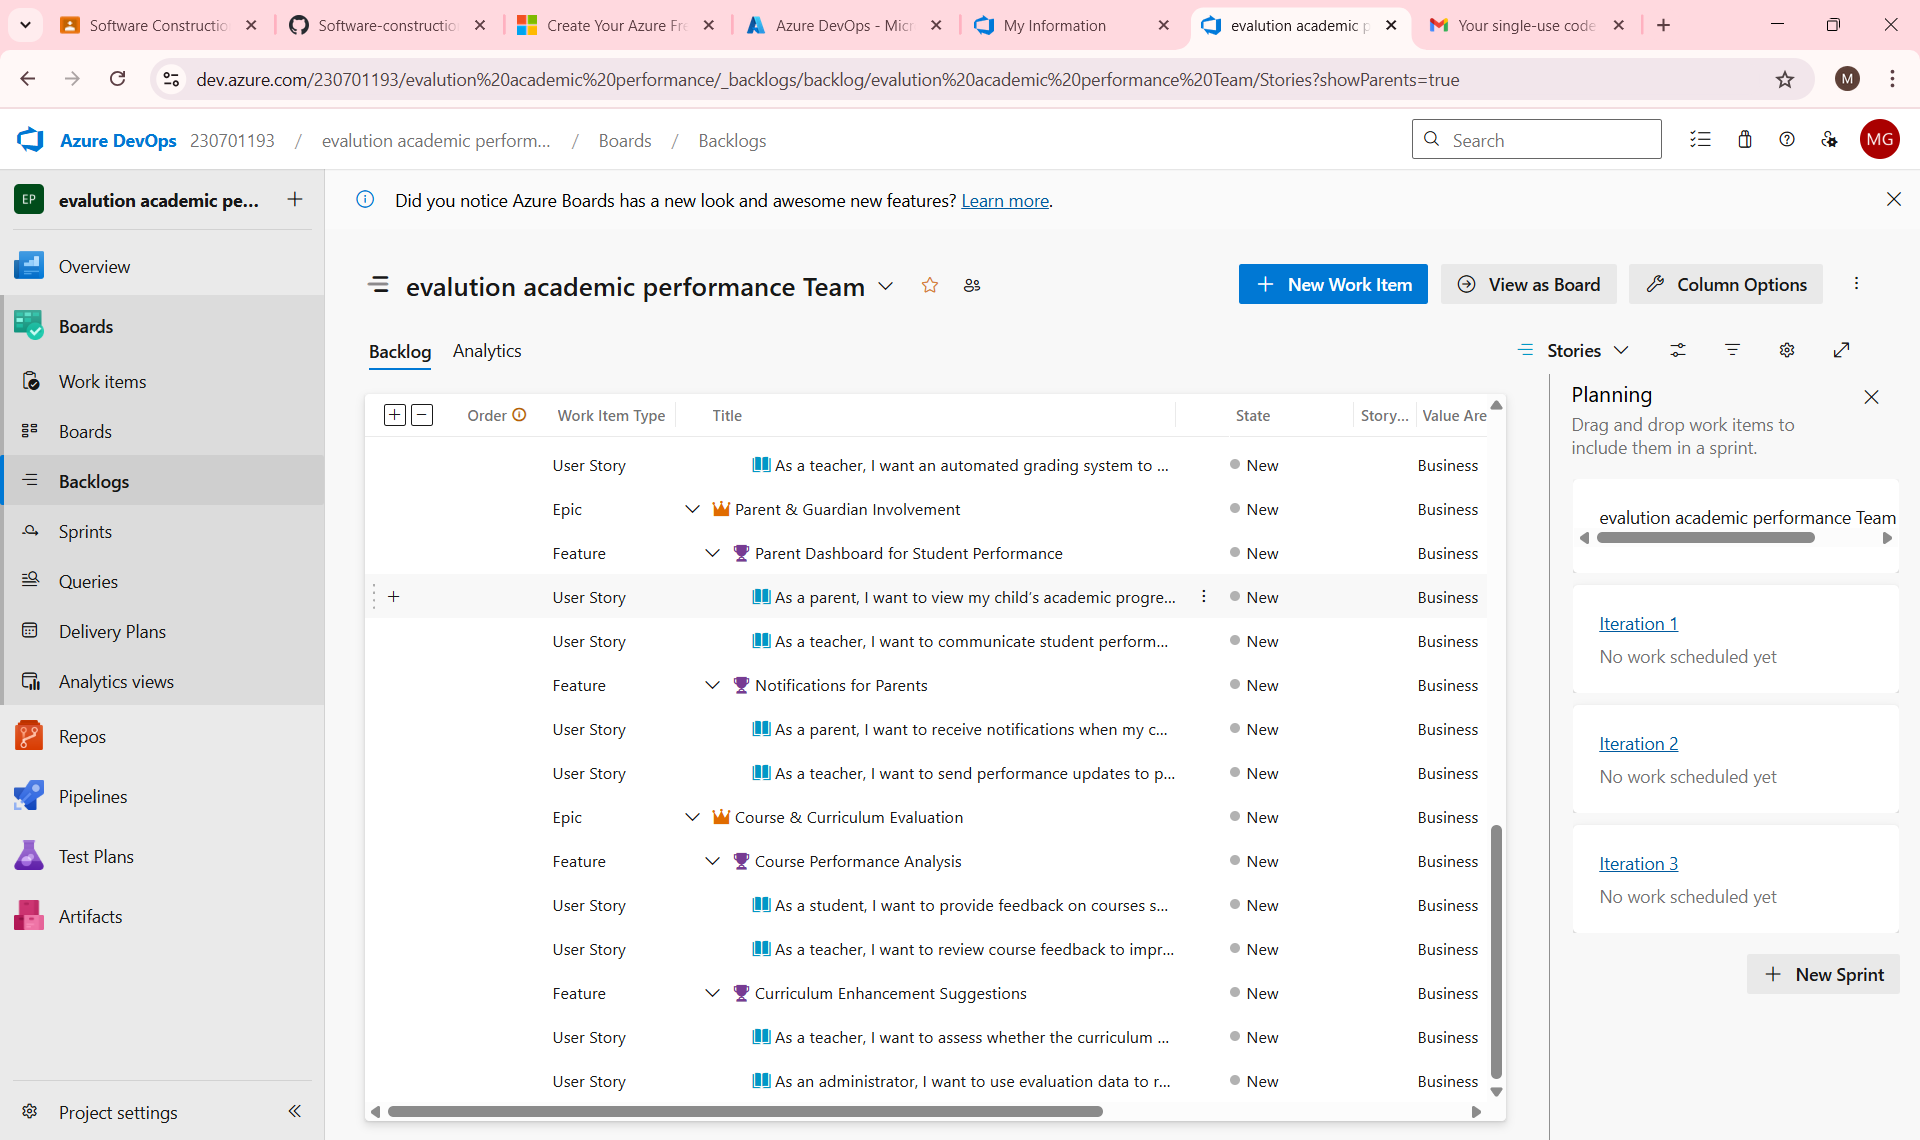 Software Constructio
Software-constructio
Create Your Azure Fre
Azure DevOps - Micr
My Information
evalution academic p
Your single-use code
dev.azure.com/230701193/evalution%20academic%20performance/_backlogs/backlog/evalution%20academic%20performance%20Team/Stories?showParents=true
M
Azure DevOps 230701193 / evalution academic perform... / Boards / Backlogs
Search
MG
EP evalution academic pe...
Did you notice Azure Boards has a new look and awesome new features? Learn more.
Overview
Boards
Work items
Boards
Backlogs
Sprints
Queries
Delivery Plans
Analytics views
Repos
Pipelines
Test Plans
Artifacts
Project settings
evalution academic performance Team
New Work Item
View as Board
Column Options
Backlog
Analytics
Stories
Order Work Item Type Title State Story... Value Are
User Story As a teacher, I want an automated grading system to ... New Business
Epic Parent & Guardian Involvement New Business
Feature Parent Dashboard for Student Performance New Business
User Story As a parent, I want to view my child's academic progre... New Business
User Story As a teacher, I want to communicate student perform... New Business
Feature Notifications for Parents New Business
User Story As a parent, I want to receive notifications when my c... New Business
User Story As a teacher, I want to send performance updates to p... New Business
Epic Course & Curriculum Evaluation New Business
Feature Course Performance Analysis New Business
User Story As a student, I want to provide feedback on courses s... New Business
User Story As a teacher, I want to review course feedback to impr... New Business
Feature Curriculum Enhancement Suggestions New Business
User Story As a teacher, I want to assess whether the curriculum ... New Business
User Story As an administrator, I want to use evaluation data to r... New Business
Planning
Drag and drop work items to
include them in a sprint.
evalution academic performance Team
Iteration 1
No work scheduled yet
Iteration 2
No work scheduled yet
Iteration 3
No work scheduled yet
New Sprint